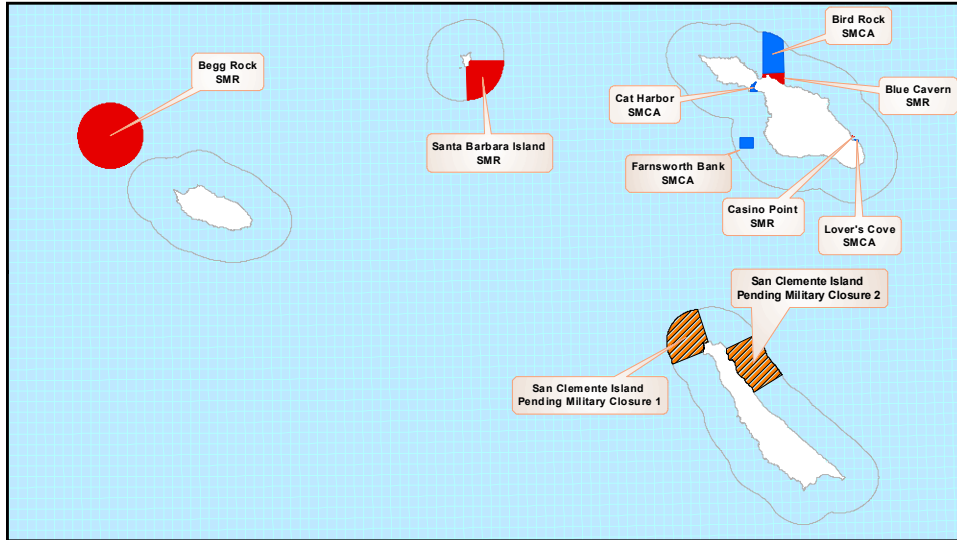 Bird Rock
SMCA
Begg Rock
SMR
Blue Cavern
SMR
Cat Harbor
SMCA
Santa Barbara Island
SMR
Farnsworth Bank
SMCA
Casino Point
SMR
Lover's Cove
SMCA
San Clemente Island
Pending Military Closure 2
San Clemente Island
Pending Military Closure 1